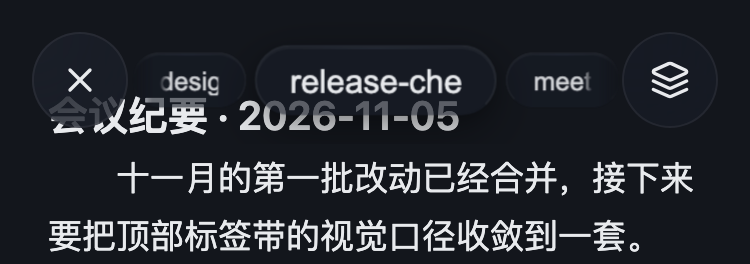 desig
release-che
meet
会议纪要 · 2026-11-05
十一月的第一批改动已经合并，接下来
要把顶部标签带的视觉口径收敛到一套。